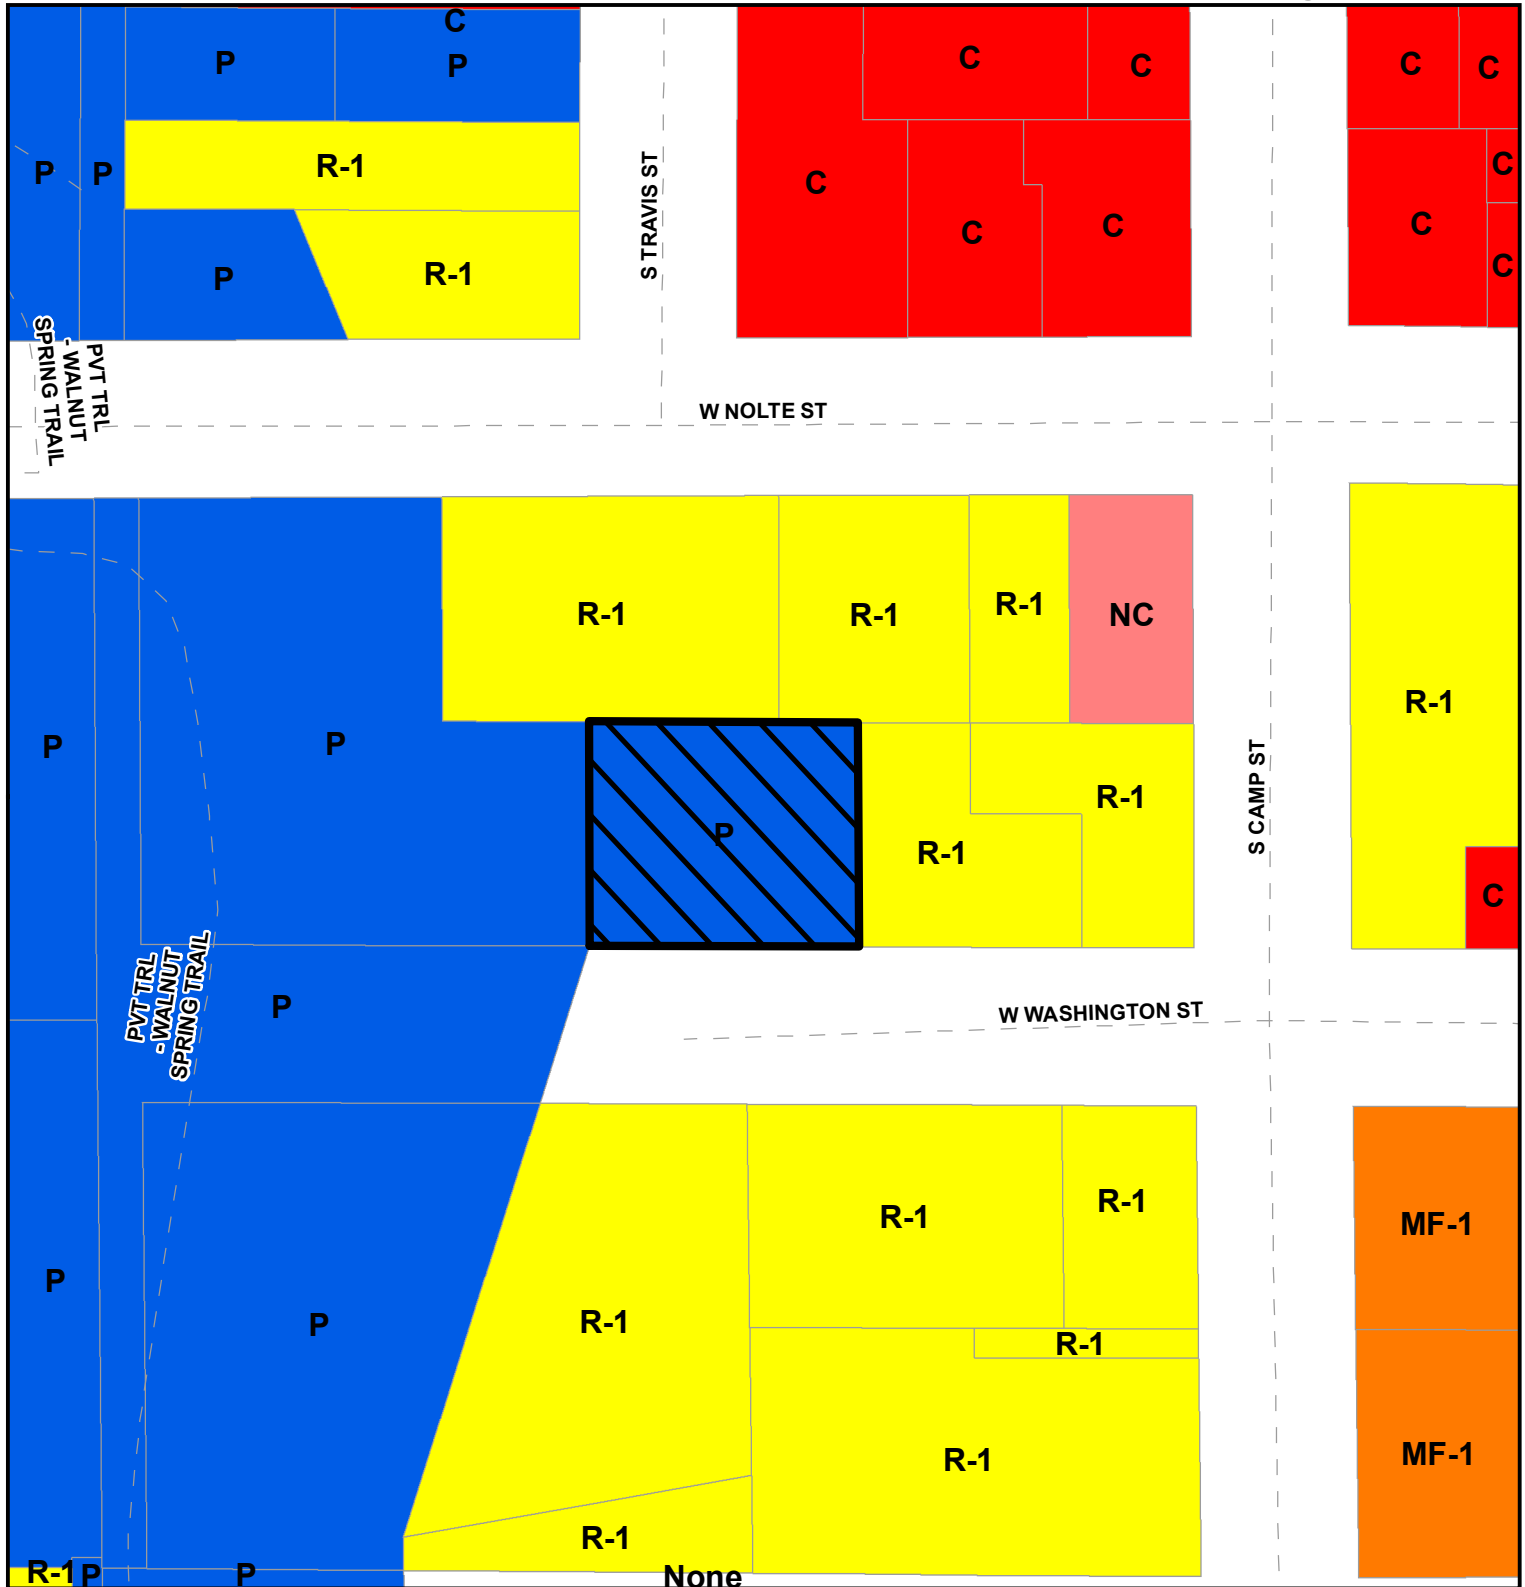 C
P
P
C
C
C
C
R-1
C
P
P
C
C
C
C
C
P
R-1
S TRAVIS ST
PVT TRL
- WALNUT
SPRING TRAIL
W NOLTE ST
R-1
R-1
R-1
NC
R-1
P
P
P
R-1
R-1
S CAMP ST
C
PVT TRL
- WALNUT
SPRING TRAIL
P
W WASHINGTON ST
R-1
R-1
MF-1
P
P
R-1
R-1
R-1
MF-1
R-1
R-1
P
P
None